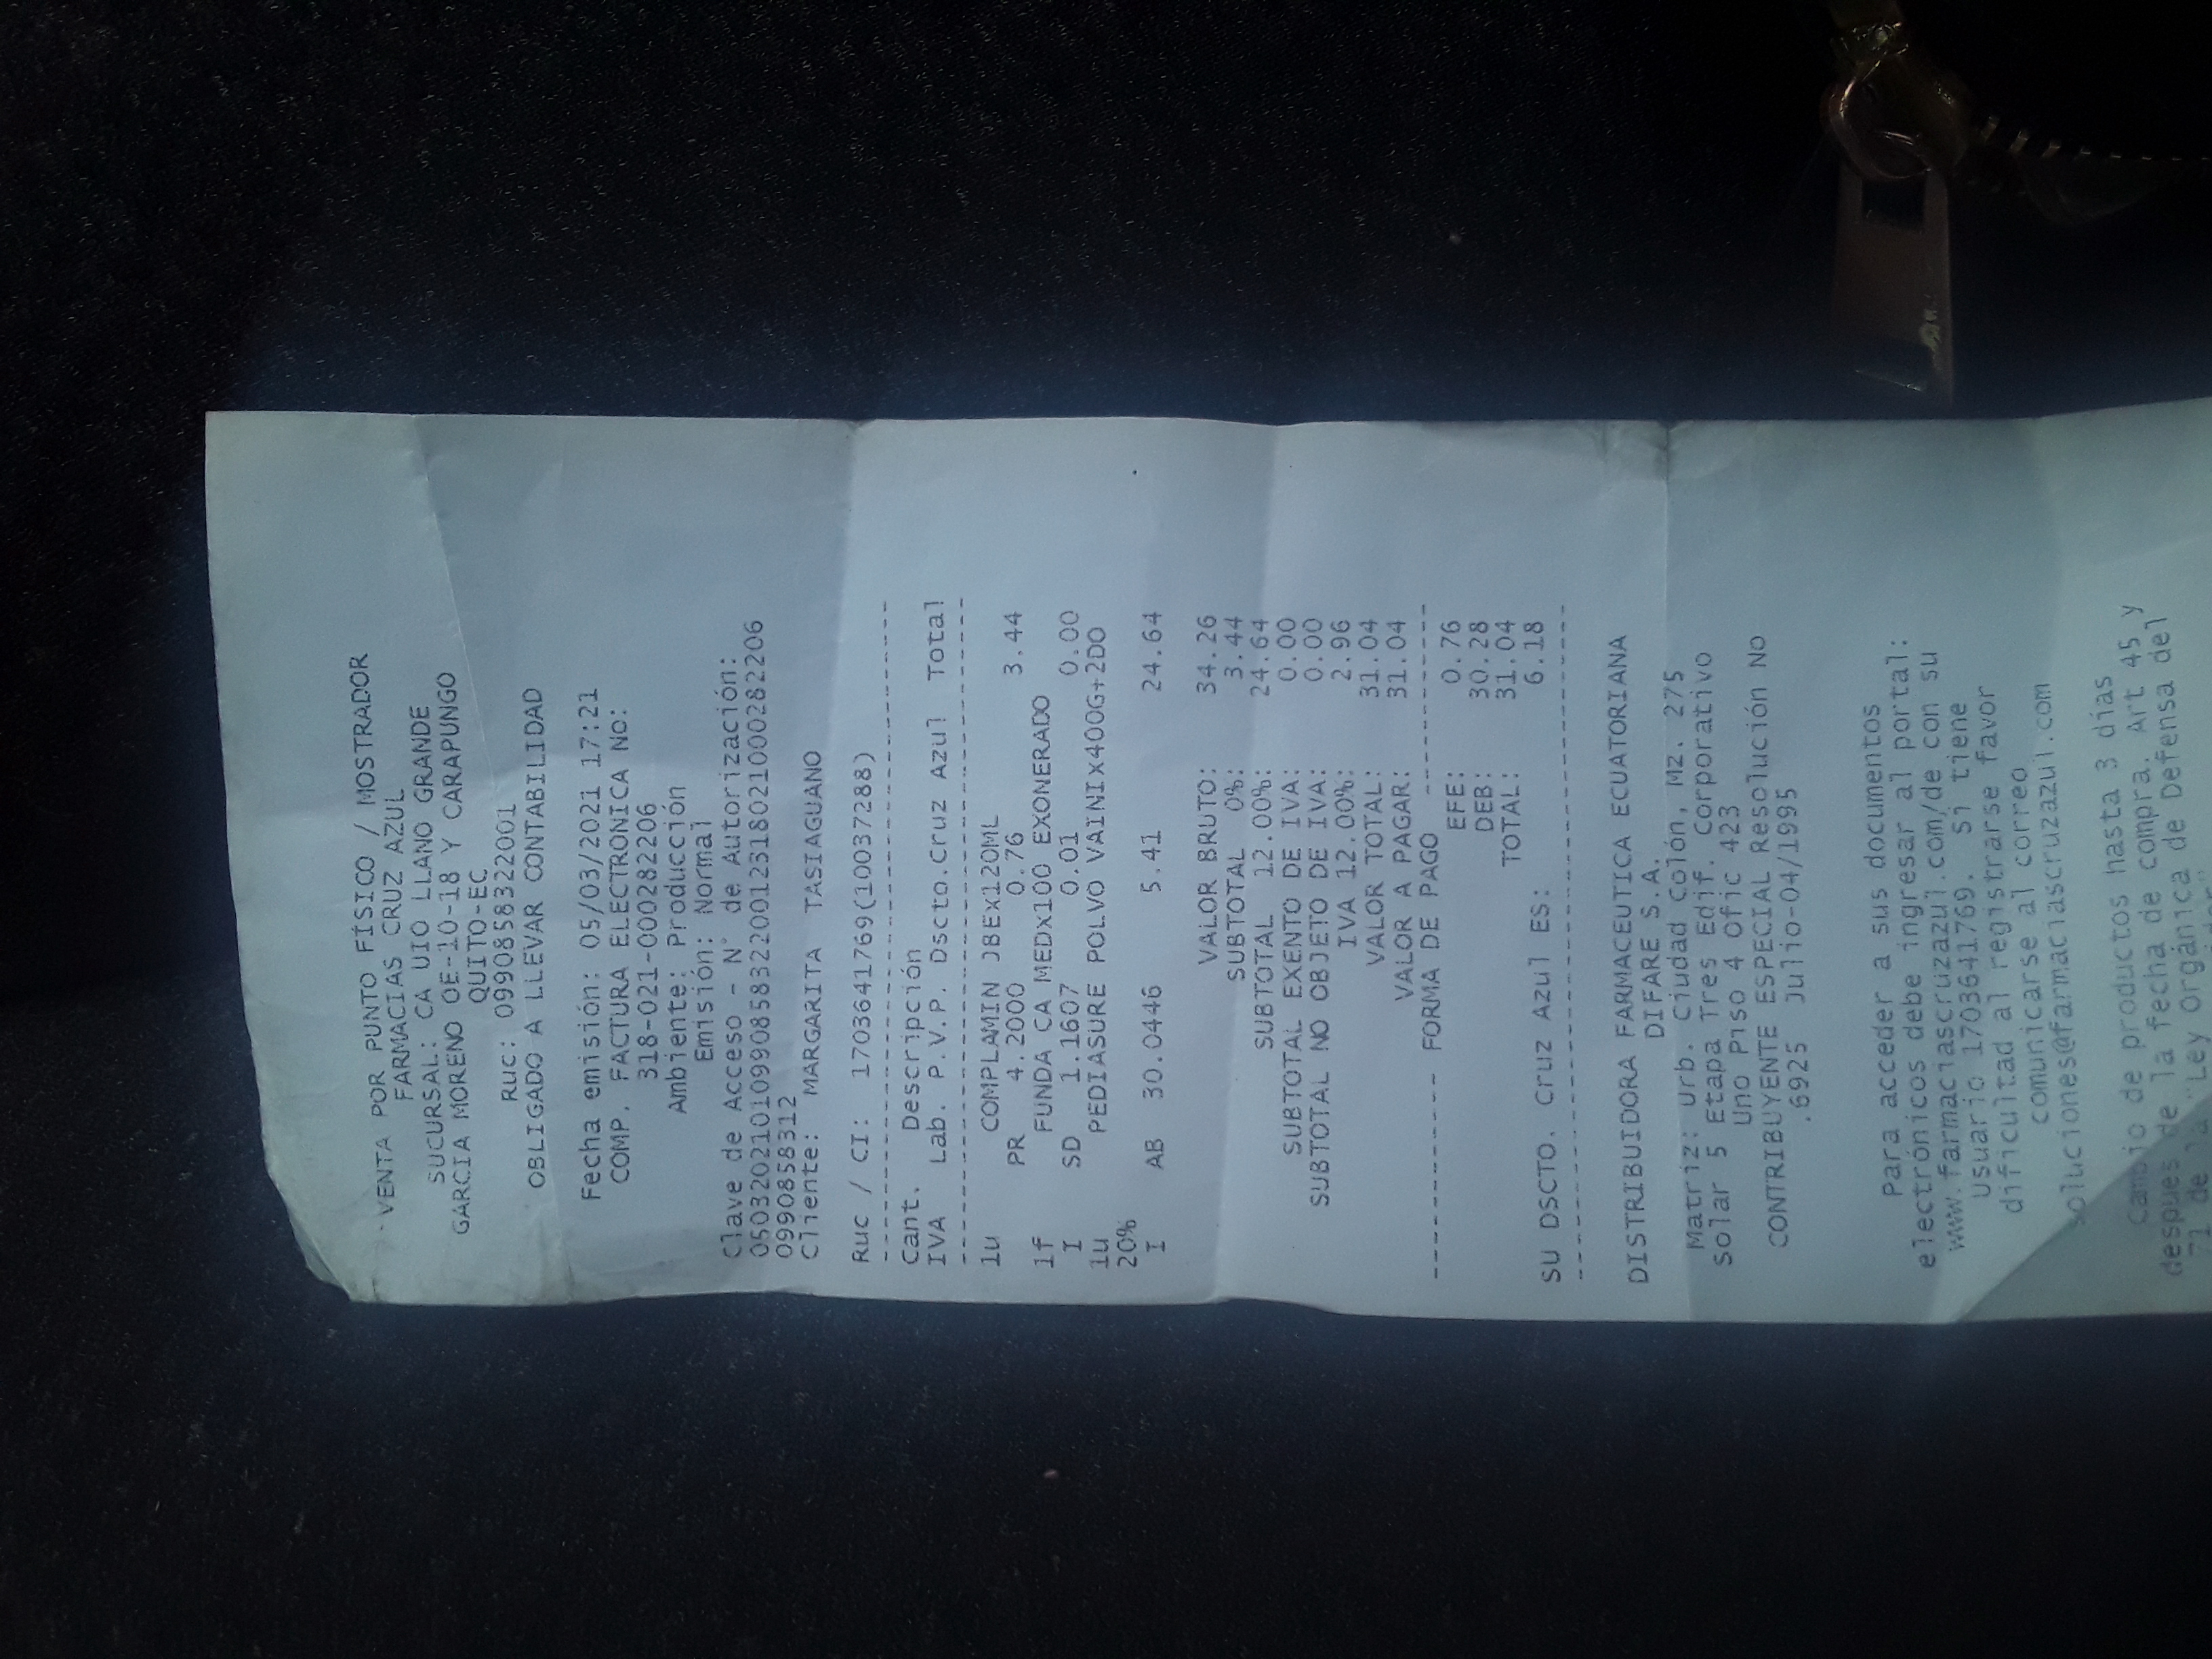 VENTA POR PUNTO FÍSICO / MOSTRADOR
FARMACIAS CRUZ AZUL
SUCURSAL: CA UIO LLANO GRANDE
GARCIA MORENO OE-10-18 Y CARAPUNGO
QUITO-EC
Ruc: 0990858322001
OBLIGADO A LLEVAR CONTABILIDAD
Fecha emisión: 05/03/2021 17:21
COMP. FACTURA ELECTRONICA No:
318-021-000282206
Ambiente: Producción
Emisión: Normal
Clave de Acceso - N° de Autorización:
050320210109908583220012318021000282206
0990858312
Cliente: MARGARITA TASIAGUANO
Ruc / CI: 1703641769(10037288)
Cant. Descripción
IVA Lab. P.V.P. Dscto.Cruz Azul Total
1u COMPLAMIN JBEx120ML
PR 4.2000 0.76 3.44
1f FUNDA CA MEDx100 EXONERADO
I SD 1.1607 0.01 0.00
1u PEDIASURE POLVO VAINIx400G+2DO
20%
I AB 30.0446 5.41 24.64
VALOR BRUTO: 34.26
SUBTOTAL 0%: 3.44
SUBTOTAL 12.00%: 24.64
SUBTOTAL EXENTO DE IVA: 0.00
SUBTOTAL NO OBJETO DE IVA: 0.00
IVA 12.00%: 2.96
VALOR TOTAL: 31.04
VALOR A PAGAR: 31.04
------------ FORMA DE PAGO ------------
EFE: 0.76
DEB: 30.28
TOTAL: 31.04
SU DSCTO. Cruz Azul ES: 6.18
DISTRIBUIDORA FARMACEUTICA ECUATORIANA
DIFARE S.A.
Matriz: Urb. Ciudad Colón, Mz. 275
Solar 5 Etapa Tres Edif. Corporativo
Uno Piso 4 Ofic 423
CONTRIBUYENTE ESPECIAL Resolución No
.6925 Julio-04/1995
Para acceder a sus documentos
electrónicos debe ingresar al portal:
www.farmaciascruzazul.com/de con su
Usuario 1703641769. Si tiene
dificultad al registrarse favor
comunicarse al correo
soluciones@farmaciascruzazul.com
Cambio de productos hasta 3 días
despues de la fecha de compra. Art 45 y
71 de la "Ley Orgánica de Defensa del